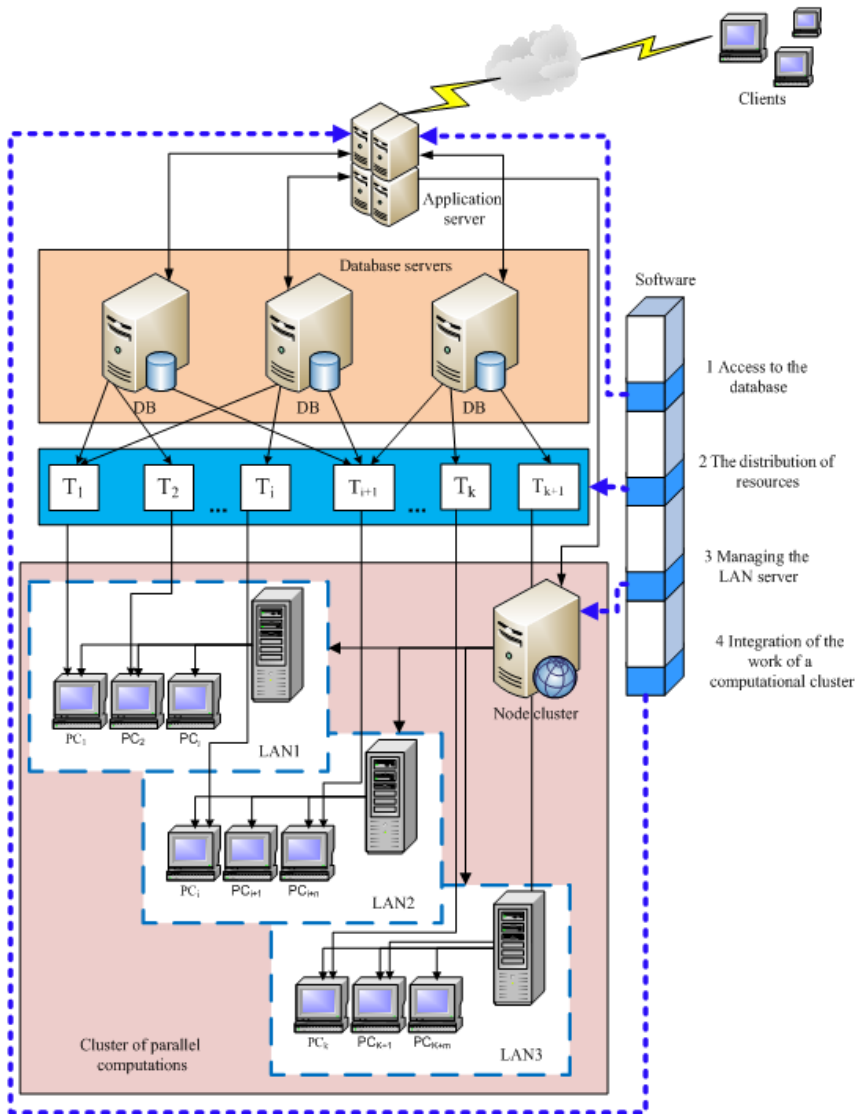 Clients
Application
server
Database servers
Software
DB
DB
DB
1 Access to the
database
2 The distribution of
resources
3 Managing the
LAN server
4 Integration of the
work of a
computational cluster
T₁
T₂
...
Tᵢ
Tᵢ₊₁
...
Tₖ
Tₖ₊₁
Node cluster
PC₁
PC₂
PCᵢ
LAN1
PCᵢ
PCᵢ₊₁
PCᵢ₊ₙ
LAN2
PCₖ
PC_K+1
PC_K+m
LAN3
Cluster of parallel
computations